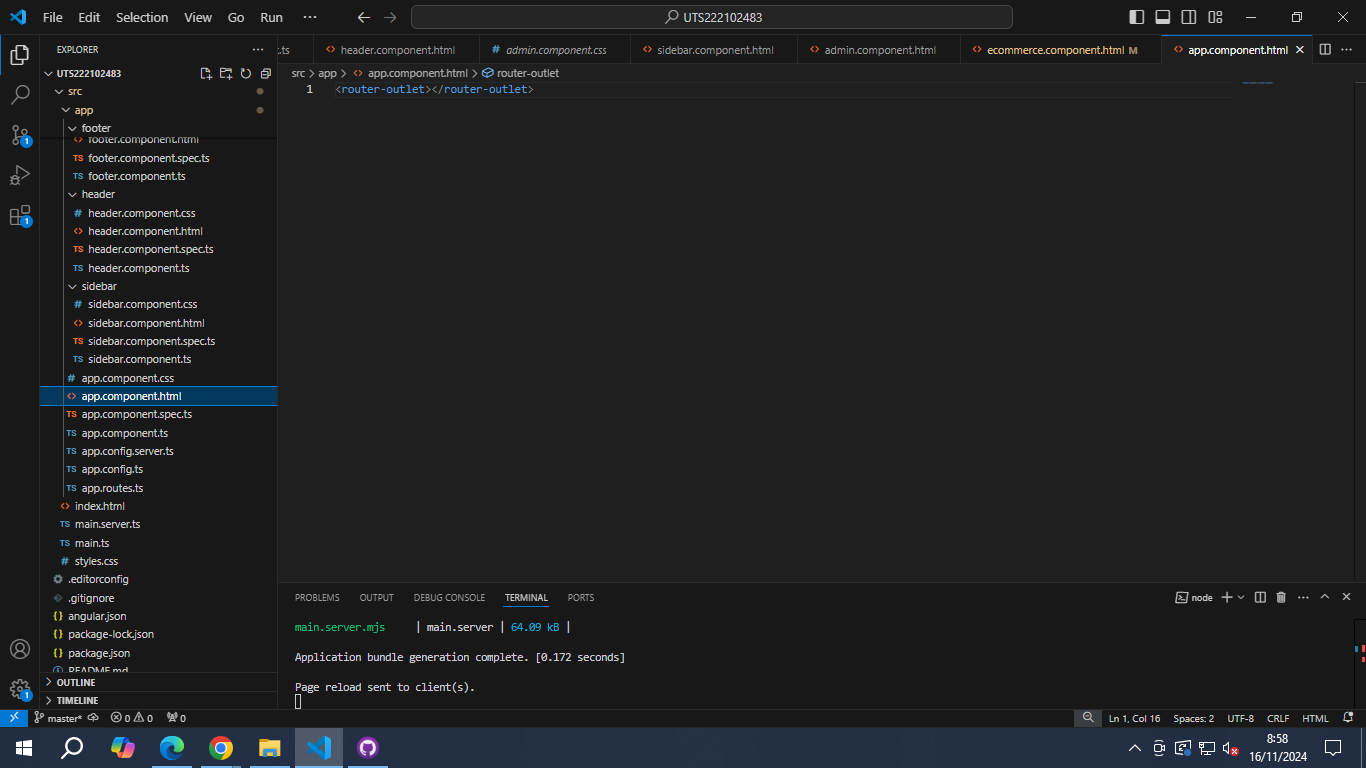 File Edit Selection View Go Run ··· UTS222102483
EXPLORER ···
.ts header.component.html admin.component.css sidebar.component.html admin.component.html ecommerce.component.html M app.component.html
src > app > app.component.html > router-outlet
1 <router-outlet></router-outlet>
UTS222102483
src
app
footer
footer.component.html
TS footer.component.spec.ts
TS footer.component.ts
header
# header.component.css
<> header.component.html
TS header.component.spec.ts
TS header.component.ts
sidebar
# sidebar.component.css
<> sidebar.component.html
TS sidebar.component.spec.ts
TS sidebar.component.ts
# app.component.css
<> app.component.html
TS app.component.spec.ts
TS app.component.ts
TS app.config.server.ts
TS app.config.ts
TS app.routes.ts
<> index.html
TS main.server.ts
TS main.ts
# styles.css
.editorconfig
.gitignore
{} angular.json
{} package-lock.json
{} package.json
README.md
OUTLINE
TIMELINE
PROBLEMS OUTPUT DEBUG CONSOLE TERMINAL PORTS node
main.server.mjs | main.server | 64.09 kB |
Application bundle generation complete. [0.172 seconds]
Page reload sent to client(s).
1
1
1
master* 0 0 0 Ln 1, Col 16 Spaces: 2 UTF-8 CRLF HTML
8:58
16/11/2024